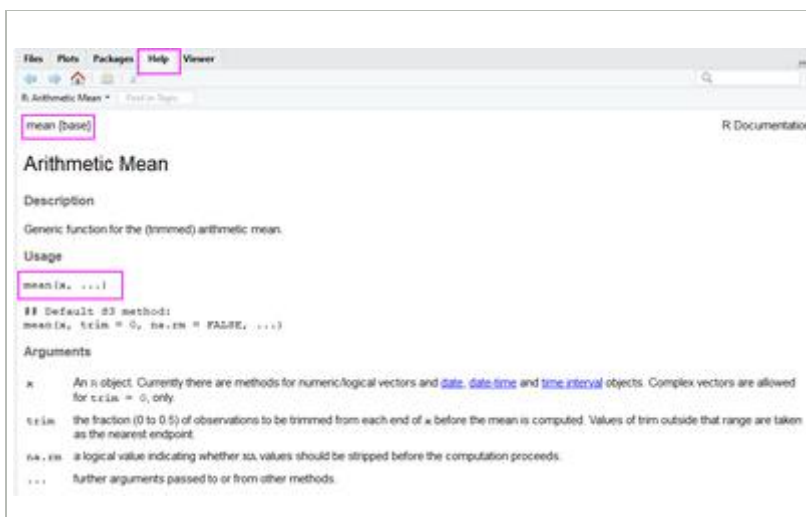 Files Plots Packages Help Viewer
R: Arithmetic Mean Find in Topic
mean {base} R Documentation
Arithmetic Mean
Description
Generic function for the (trimmed) arithmetic mean.
Usage
mean(x, ...)
## Default S3 method:
mean(x, trim = 0, na.rm = FALSE, ...)
Arguments
x An R object. Currently there are methods for numeric/logical vectors and date, date-time and time interval objects. Complex vectors are allowed
for trim = 0, only.
trim the fraction (0 to 0.5) of observations to be trimmed from each end of x before the mean is computed. Values of trim outside that range are taken
as the nearest endpoint.
na.rm a logical value indicating whether NA values should be stripped before the computation proceeds.
... further arguments passed to or from other methods.